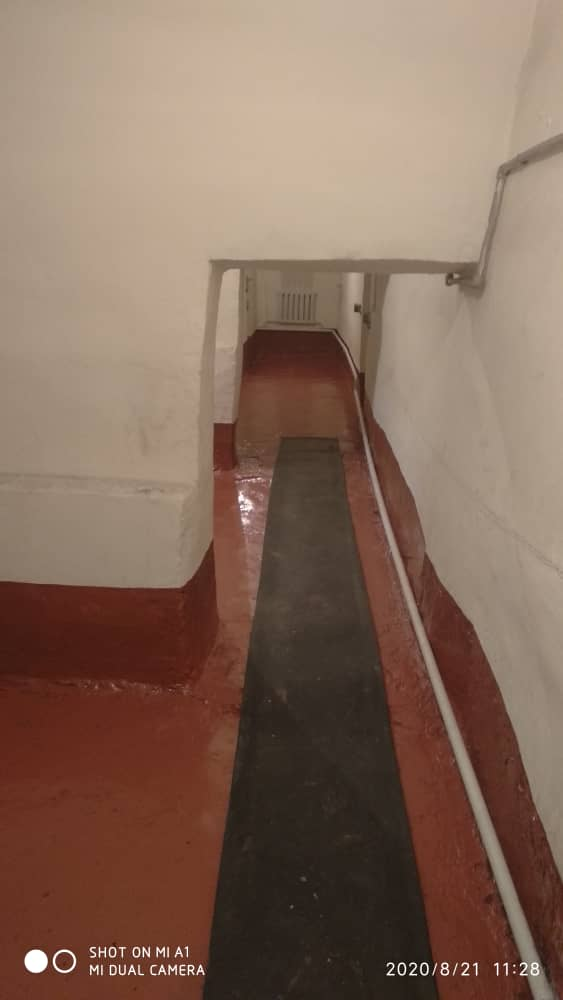 SHOT ON MI A1
MI DUAL CAMERA
2020/8/21 11:28